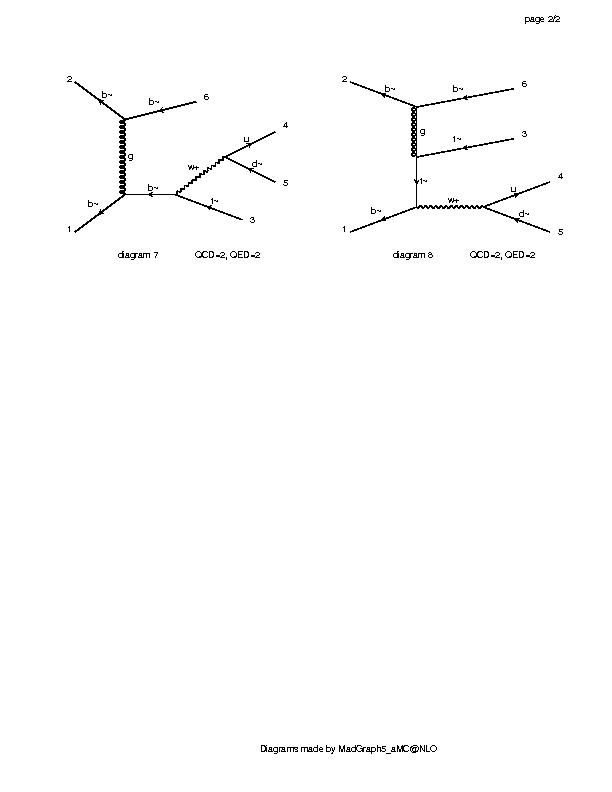 page 2/2
2
b~
b~
6
g
u
4
w+
d~
5
b~
b~
t~
3
1
diagram 7
QCD=2, QED=2
2
b~
b~
6
g
t~
3
t~
b~
w+
u
4
d~
5
1
diagram 8
QCD=2, QED=2
Diagrams made by MadGraph5_aMC@NLO